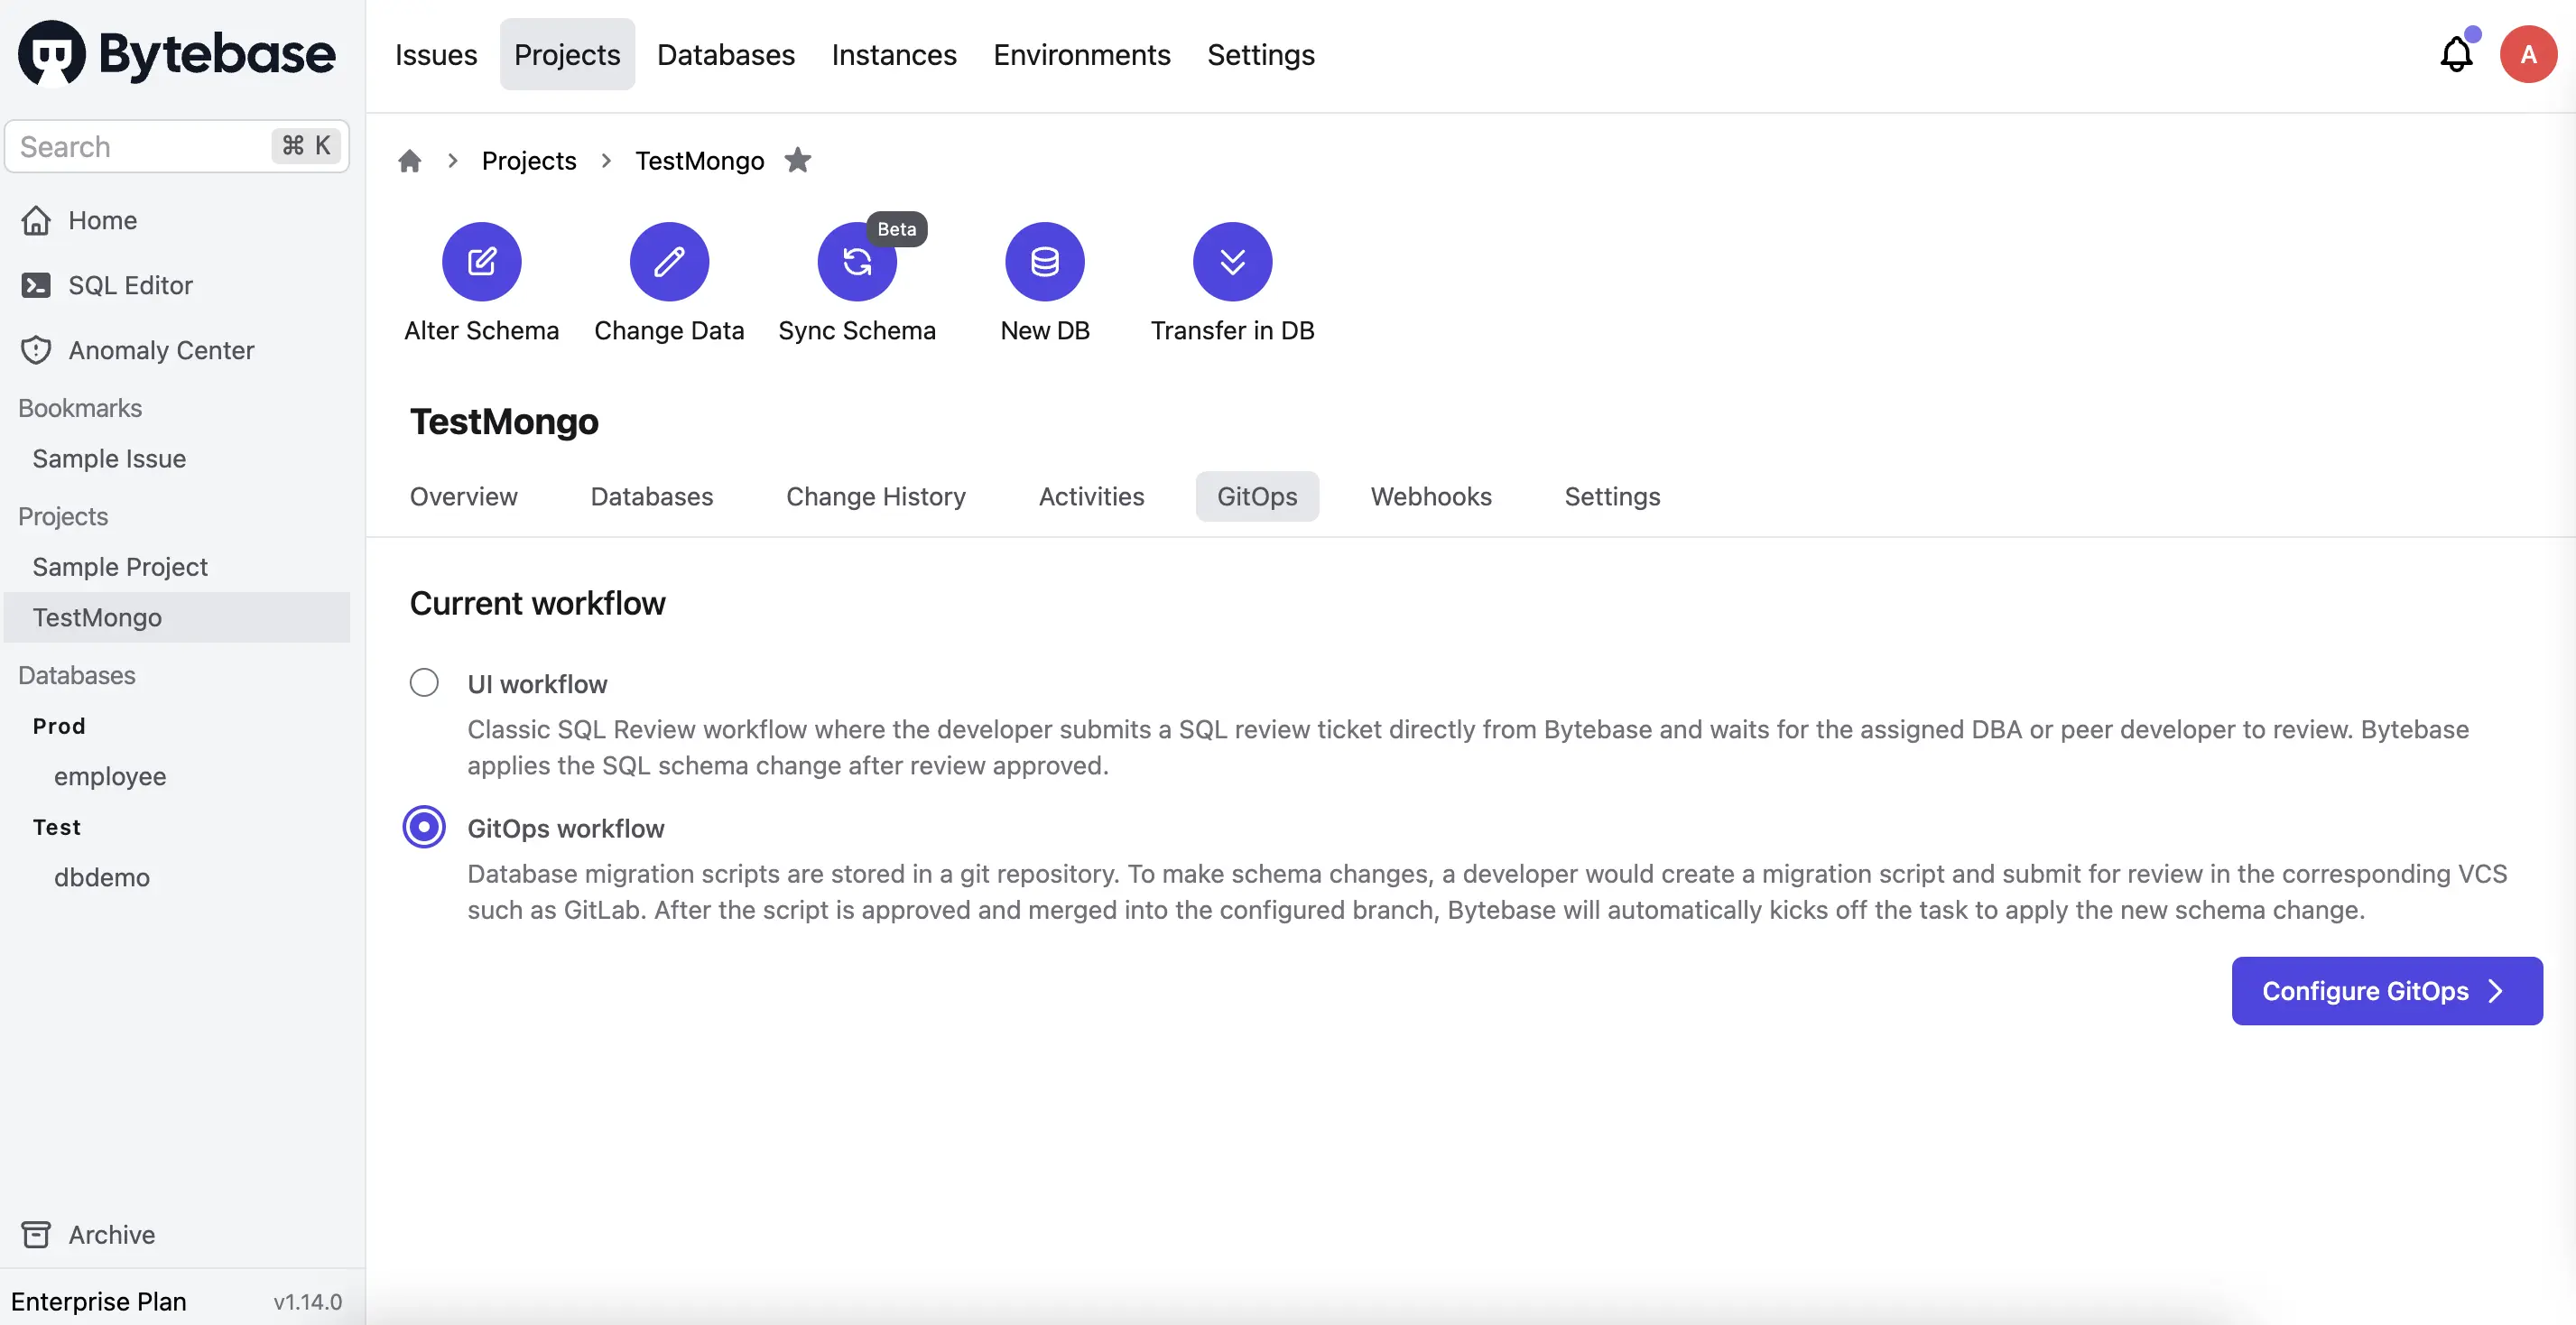 Bytebase
Issues
Projects
Databases
Instances
Environments
Settings
A
Search
⌘ K
Home
SQL Editor
Anomaly Center
Bookmarks
Sample Issue
Projects
Sample Project
TestMongo
Databases
Prod
employee
Test
dbdemo
Archive
Enterprise Plan
v1.14.0
Projects
TestMongo
Beta
Alter Schema
Change Data
Sync Schema
New DB
Transfer in DB
TestMongo
Overview
Databases
Change History
Activities
GitOps
Webhooks
Settings
Current workflow
UI workflow
Classic SQL Review workflow where the developer submits a SQL review ticket directly from Bytebase and waits for the assigned DBA or peer developer to review. Bytebase
applies the SQL schema change after review approved.
GitOps workflow
Database migration scripts are stored in a git repository. To make schema changes, a developer would create a migration script and submit for review in the corresponding VCS
such as GitLab. After the script is approved and merged into the configured branch, Bytebase will automatically kicks off the task to apply the new schema change.
Configure GitOps